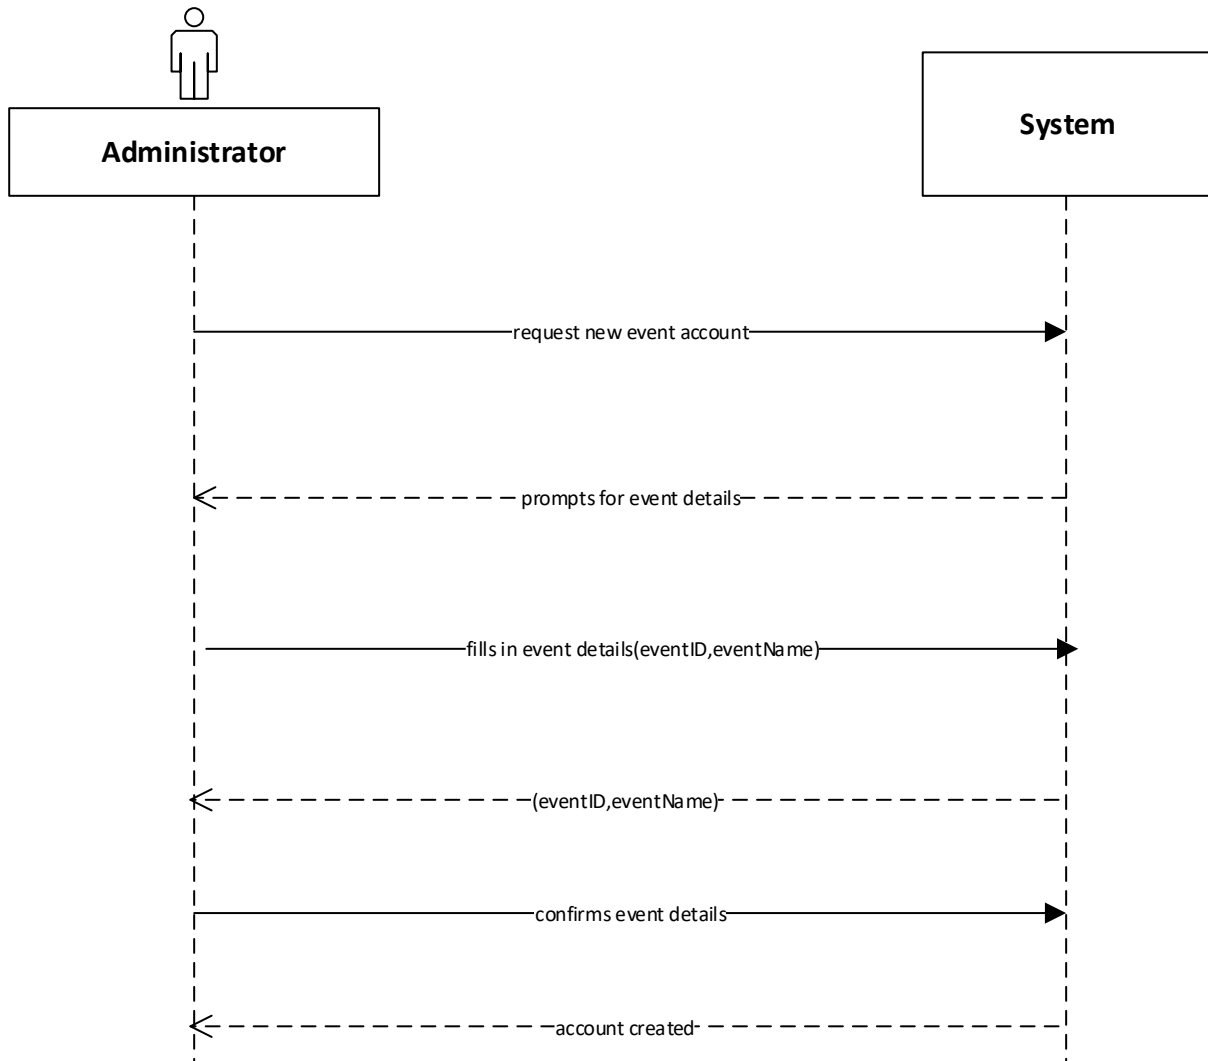 Administrator
System
request new event account
prompts for event details
fills in event details(eventID,eventName)
(eventID,eventName)
confirms event details
account created